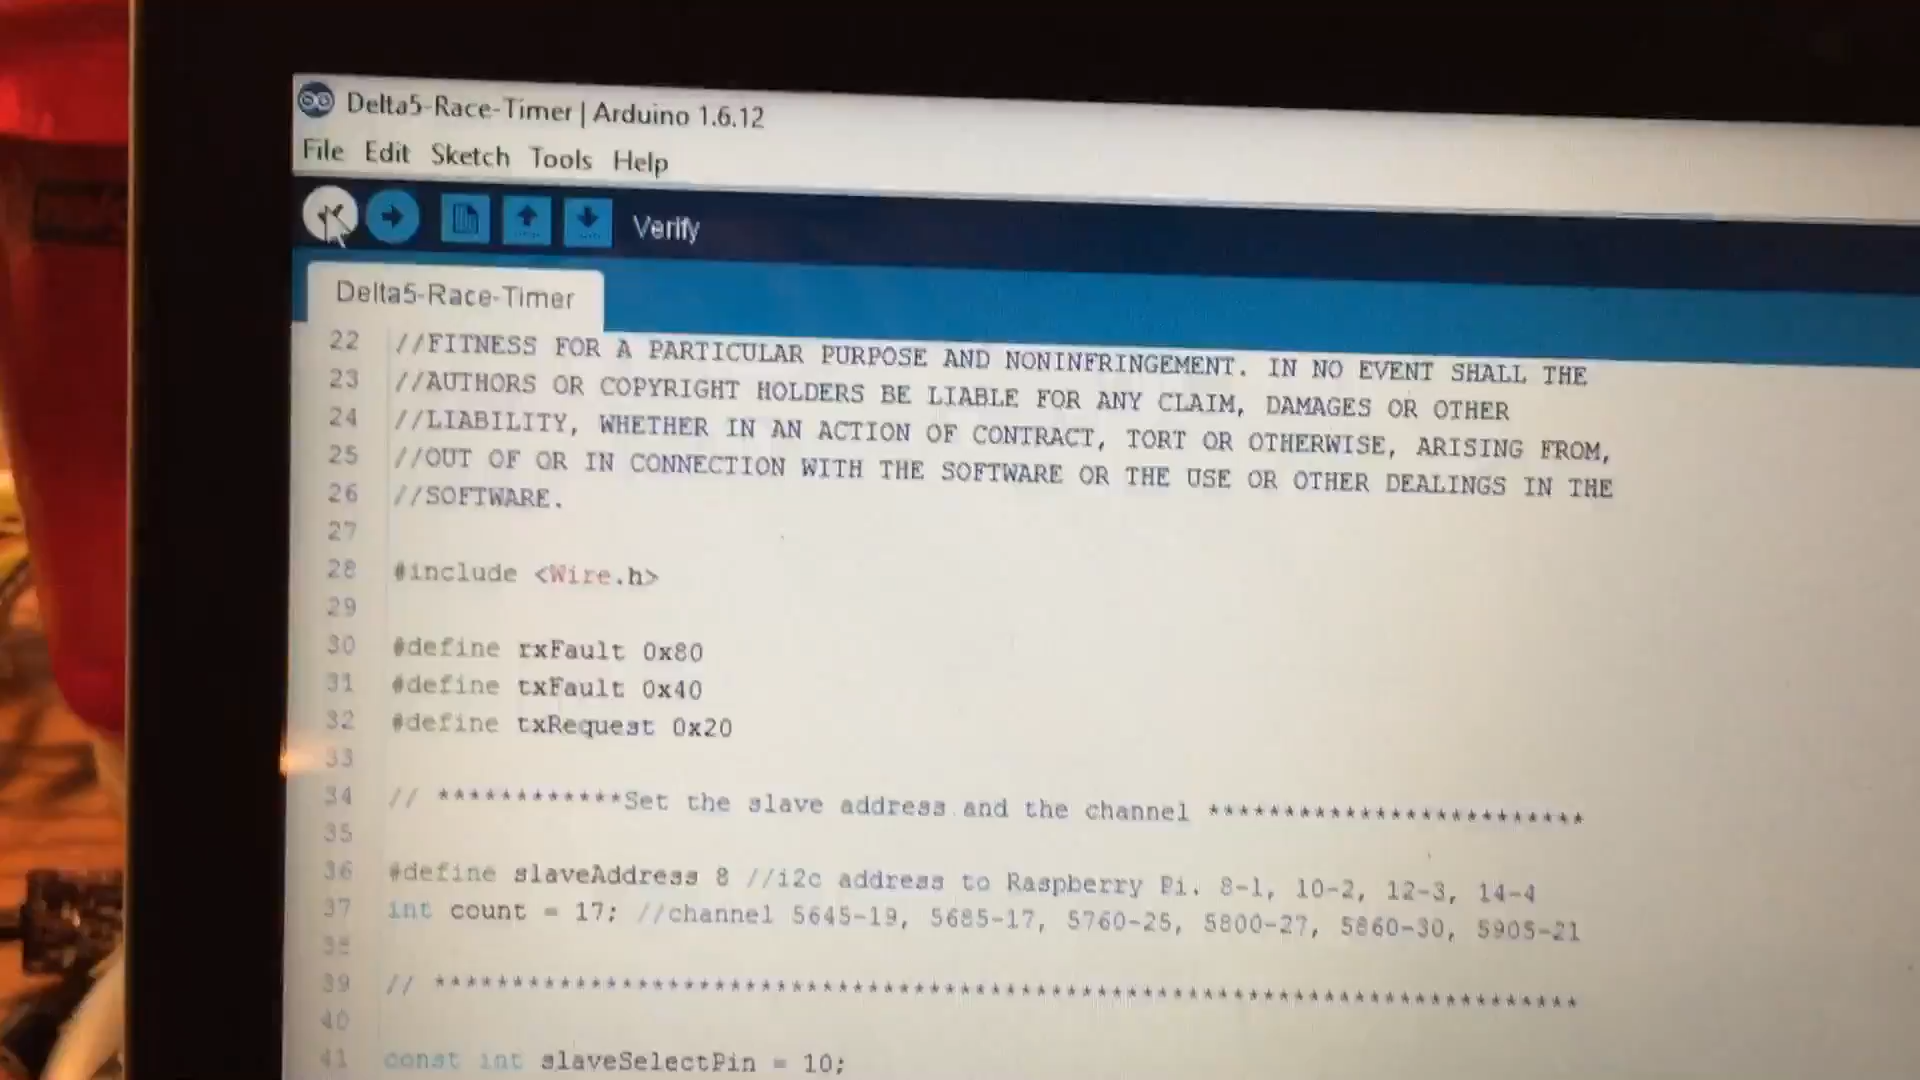 Delta5-Race-Timer | Arduino 1.6.12
File Edit Sketch Tools Help
Verify
Delta5-Race-Timer
22 //FITNESS FOR A PARTICULAR PURPOSE AND NONINFRINGEMENT. IN NO EVENT SHALL THE
23 //AUTHORS OR COPYRIGHT HOLDERS BE LIABLE FOR ANY CLAIM, DAMAGES OR OTHER
24 //LIABILITY, WHETHER IN AN ACTION OF CONTRACT, TORT OR OTHERWISE, ARISING FROM,
25 //OUT OF OR IN CONNECTION WITH THE SOFTWARE OR THE USE OR OTHER DEALINGS IN THE
26 //SOFTWARE.
27
28 #include <Wire.h>
29
30 #define rxFault 0x80
31 #define txFault 0x40
32 #define txRequest 0x20
33
34 // ************Set the slave address and the channel *************************
35
36 #define slaveAddress 8 //i2c address to Raspberry Pi. 8-1, 10-2, 12-3, 14-4
37 int count = 17; //channel 5645-19, 5685-17, 5760-25, 5800-27, 5860-30, 5905-21
38
39 // **************************************************************************
40
41 const int slaveSelectPin = 10;